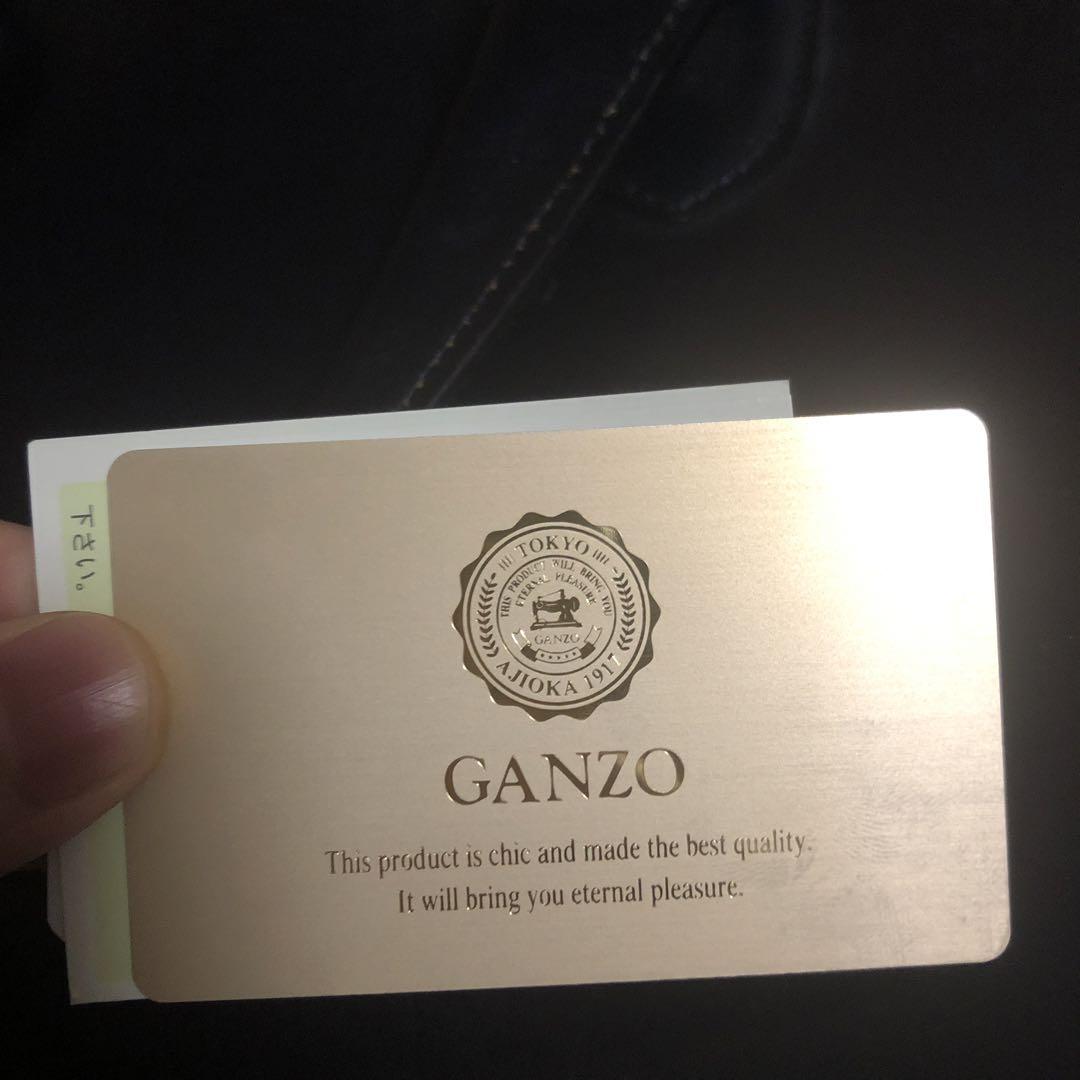 下さい。
TOKYO
THIS PRODUCT WILL BRING YOU
ETERNAL PLEASURE
GANZO
AJIOKA 1917
GANZO
This product is chic and made the best quality.
It will bring you eternal pleasure.